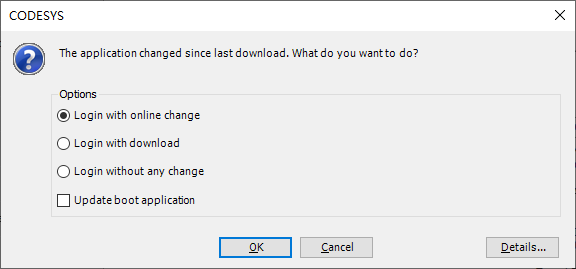 CODESYS
The application changed since last download. What do you want to do?
Options
Login with online change
Login with download
Login without any change
Update boot application
OK
Cancel
Details...